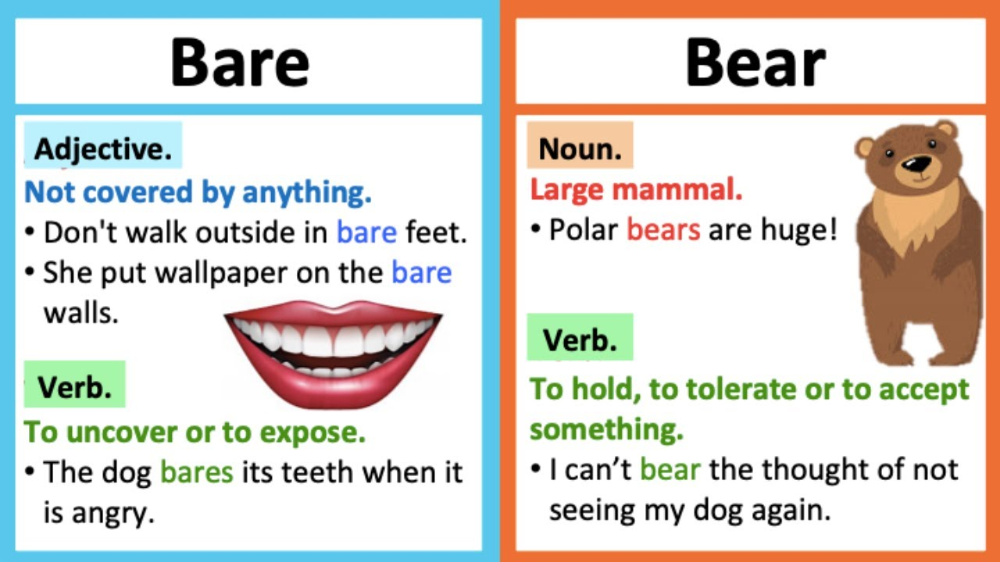 Bare
Adjective.
Not covered by anything.
• Don't walk outside in bare feet.
• She put wallpaper on the bare
walls.
Verb.
To uncover or to expose.
• The dog bares its teeth when it
is angry.
Bear
Noun.
Large mammal.
• Polar bears are huge!
Verb.
To hold, to tolerate or to accept
something.
• I can’t bear the thought of not
seeing my dog again.